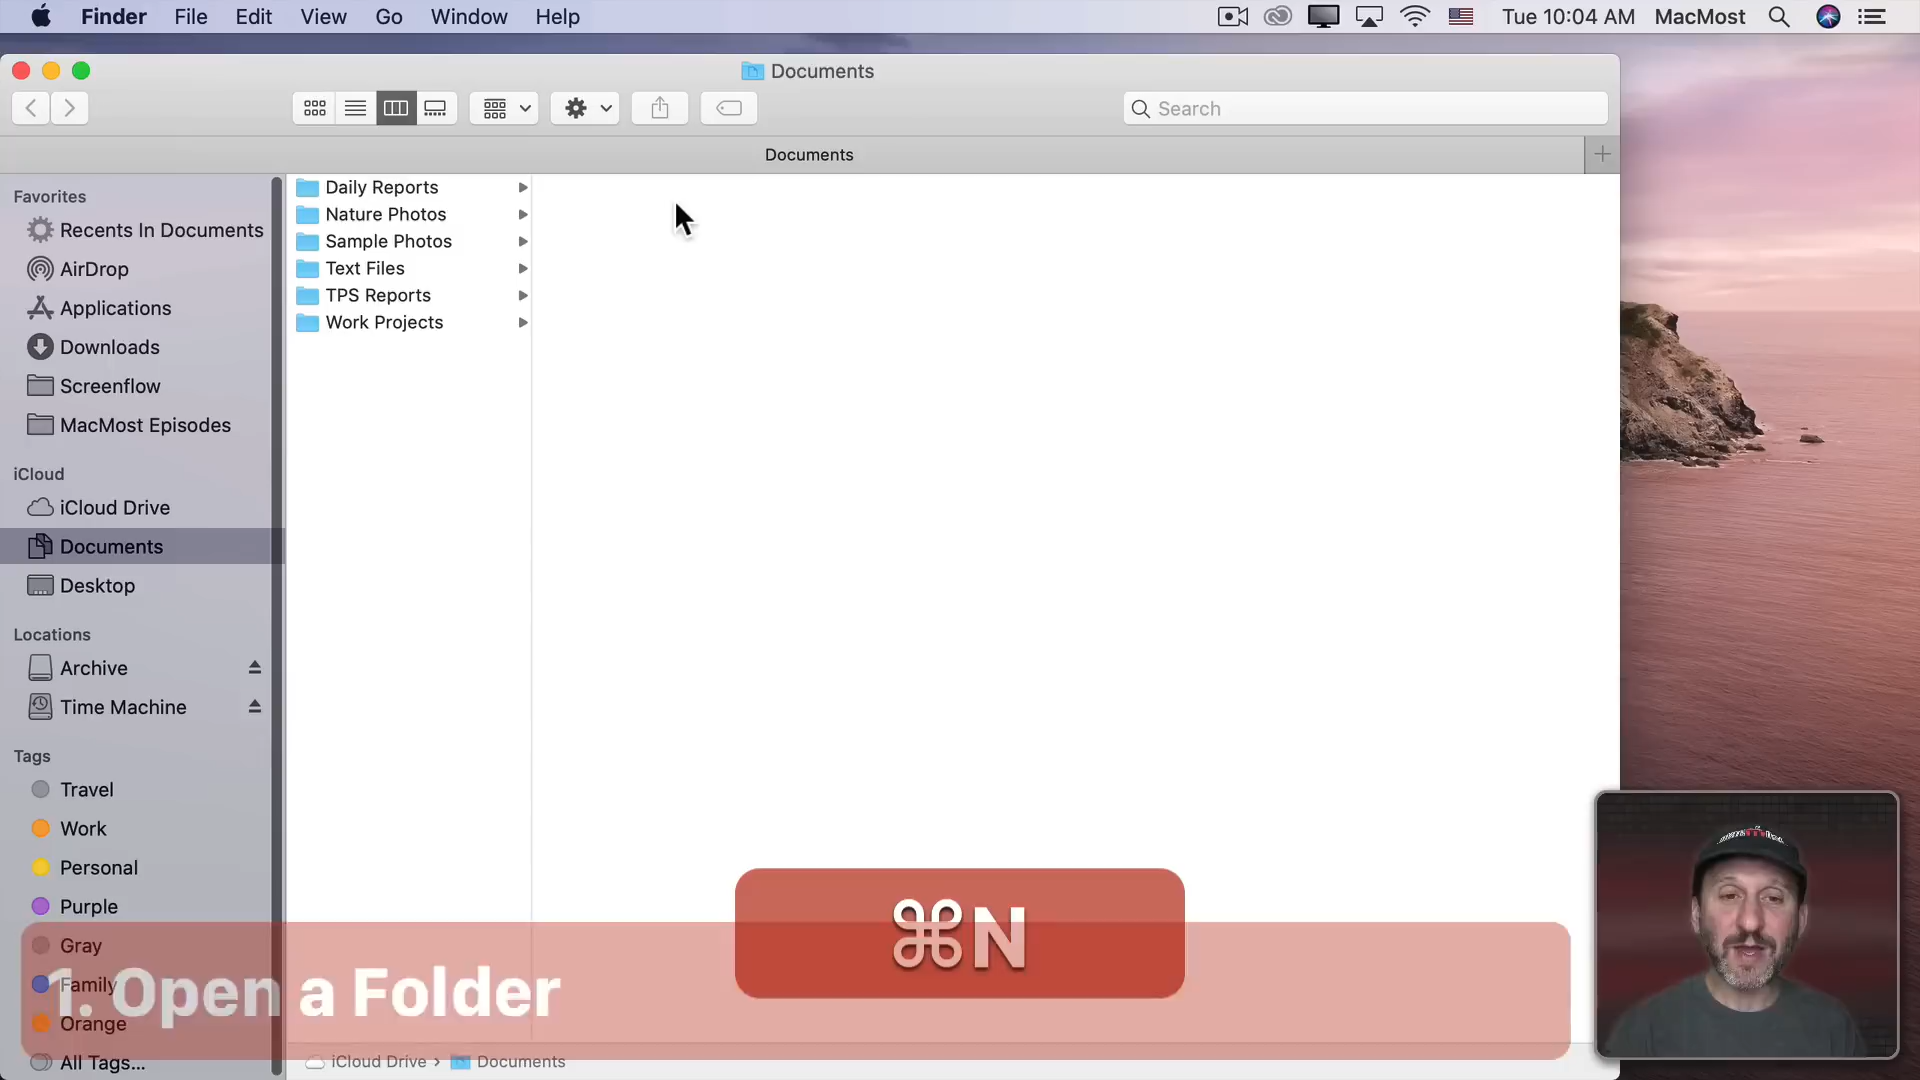 Finder File Edit View Go Window Help Tue 10:04 AM MacMost
Documents
Search
Documents
Favorites
Recents In Documents
AirDrop
Applications
Downloads
Screenflow
MacMost Episodes
iCloud
iCloud Drive
Documents
Desktop
Locations
Archive
Time Machine
Tags
Travel
Work
Personal
Purple
Gray
Family
Orange
All Tags...
Daily Reports
Nature Photos
Sample Photos
Text Files
TPS Reports
Work Projects
⌘N
1. Open a Folder
iCloud Drive › Documents